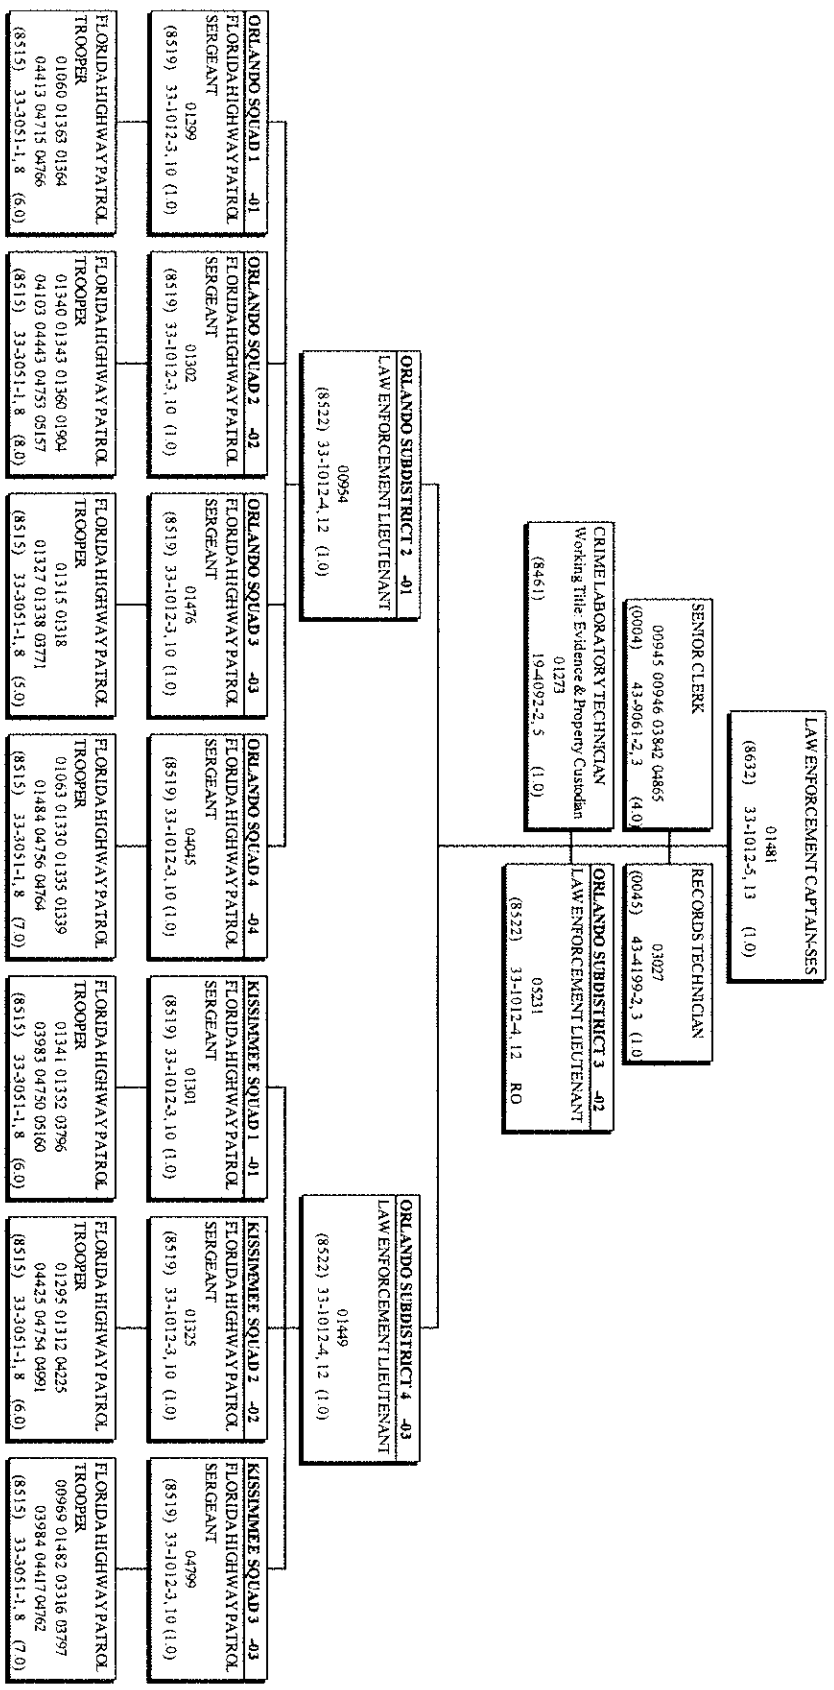 LAW ENFORCEMENT CAPTAIN-SES
01481
(8632) 33-1012-5, 13 (1.0)
SENIOR CLERK
00945 00946 03842 04865
(0004) 43-9061-2, 3 (4.0)
RECORDS TECHNICIAN
03027
(0045) 43-4199-2, 3 (1.0)
CRIME LABORATORY TECHNICIAN
Working Title: Evidence & Property Custodian
01273
(8461) 19-4092-2, 5 (1.0)
ORLANDO SUBDISTRICT 3 -02
LAW ENFORCEMENT LIEUTENANT
05231
(8522) 33-1012-4, 12 RO
ORLANDO SUBDISTRICT 2 -01
LAW ENFORCEMENT LIEUTENANT
00954
(8522) 33-1012-4, 12 (1.0)
ORLANDO SUBDISTRICT 4 -03
LAW ENFORCEMENT LIEUTENANT
01449
(8522) 33-1012-4, 12 (1.0)
ORLANDO SQUAD 1 -01
FLORIDA HIGHWAY PATROL
SERGEANT
01299
(8519) 33-1012-3, 10 (1.0)
ORLANDO SQUAD 2 -02
FLORIDA HIGHWAY PATROL
SERGEANT
01302
(8519) 33-1012-3, 10 (1.0)
ORLANDO SQUAD 3 -03
FLORIDA HIGHWAY PATROL
SERGEANT
01476
(8519) 33-1012-3, 10 (1.0)
ORLANDO SQUAD 4 -04
FLORIDA HIGHWAY PATROL
SERGEANT
04045
(8519) 33-1012-3, 10 (1.0)
KISSIMMEE SQUAD 1 -01
FLORIDA HIGHWAY PATROL
SERGEANT
01301
(8519) 33-1012-3, 10 (1.0)
KISSIMMEE SQUAD 2 -02
FLORIDA HIGHWAY PATROL
SERGEANT
01325
(8519) 33-1012-3, 10 (1.0)
KISSIMMEE SQUAD 3 -03
FLORIDA HIGHWAY PATROL
SERGEANT
04799
(8519) 33-1012-3, 10 (1.0)
FLORIDA HIGHWAY PATROL
TROOPER
01060 01363 01364
04413 04715 04766
(8515) 33-3051-1, 8 (6.0)
FLORIDA HIGHWAY PATROL
TROOPER
01340 01343 01360 01904
04103 04443 04753 05157
(8515) 33-3051-1, 8 (8.0)
FLORIDA HIGHWAY PATROL
TROOPER
01315 01318
01327 01338 03771
(8515) 33-3051-1, 8 (5.0)
FLORIDA HIGHWAY PATROL
TROOPER
01063 01330 01335 01339
01484 04756 04764
(8515) 33-3051-1, 8 (7.0)
FLORIDA HIGHWAY PATROL
TROOPER
01341 01352 03796
03983 04750 05160
(8515) 33-3051-1, 8 (6.0)
FLORIDA HIGHWAY PATROL
TROOPER
01295 01312 04225
04425 04754 04991
(8515) 33-3051-1, 8 (6.0)
FLORIDA HIGHWAY PATROL
TROOPER
00969 01482 03316 03797
03984 04417 04762
(8515) 33-3051-1, 8 (7.0)